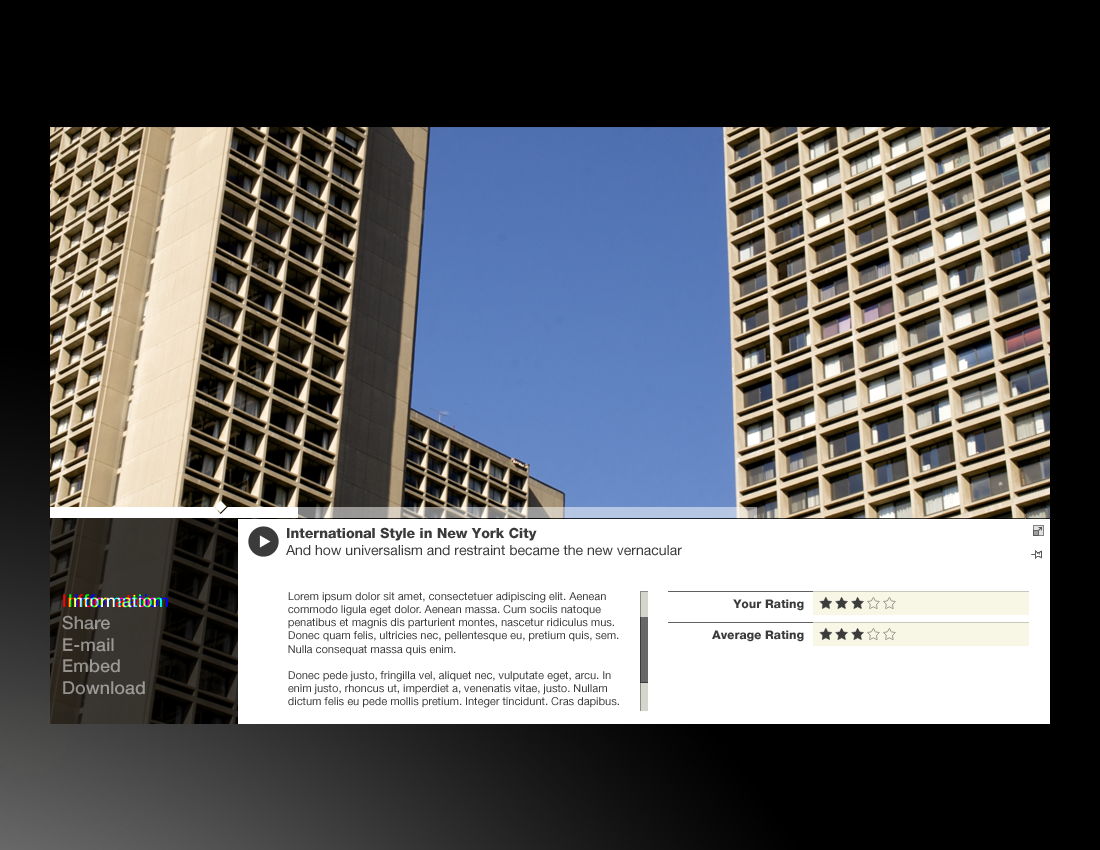 International Style in New York City
And how universalism and restraint became the new vernacular
Information
Share
E-mail
Embed
Download
Lorem ipsum dolor sit amet, consectetuer adipiscing elit. Aenean
commodo ligula eget dolor. Aenean massa. Cum sociis natoque
penatibus et magnis dis parturient montes, nascetur ridiculus mus.
Donec quam felis, ultricies nec, pellentesque eu, pretium quis, sem.
Nulla consequat massa quis enim.
Donec pede justo, fringilla vel, aliquet nec, vulputate eget, arcu. In
enim justo, rhoncus ut, imperdiet a, venenatis vitae, justo. Nullam
dictum felis eu pede mollis pretium. Integer tincidunt. Cras dapibus.
Your Rating
Average Rating